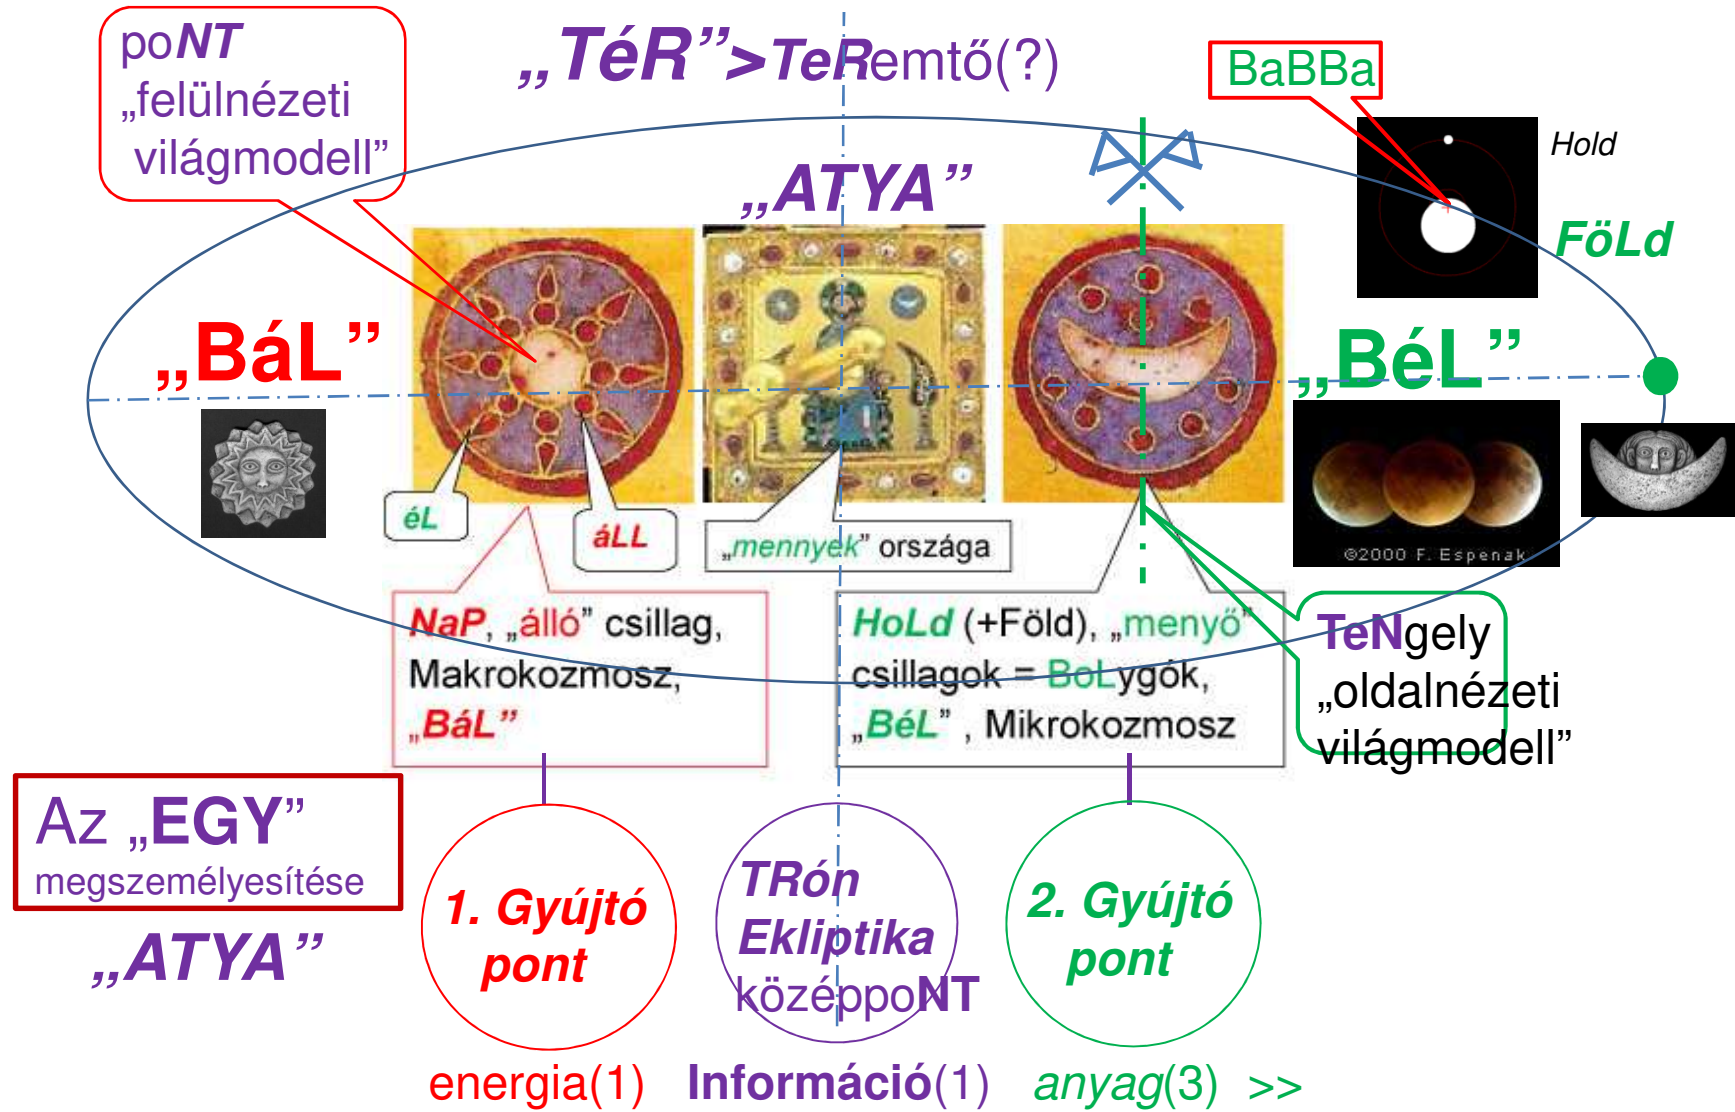 „TéR”>TeRemtő(?)
poNT
„felülnézeti
világmodell”
BaBBa
Hold
„ATYA”
FöLd
„BáL”
„BéL”
éL
áLL
„mennyek” országa
©2000 F. Espenak
NaP, „álló” csillag,
Makrokozmosz,
„BáL”
HoLd (+Föld), „menyő”
csillagok = BoLygók,
„BéL” , Mikrokozmosz
TeNgely
„oldalnézeti
világmodell”
Az „EGY”
megszemélyesítése
„ATYA”
1. Gyújtó
pont
TRón
Ekliptika
középpoNT
2. Gyújtó
pont
energia(1)
Információ(1)
anyag(3) >>